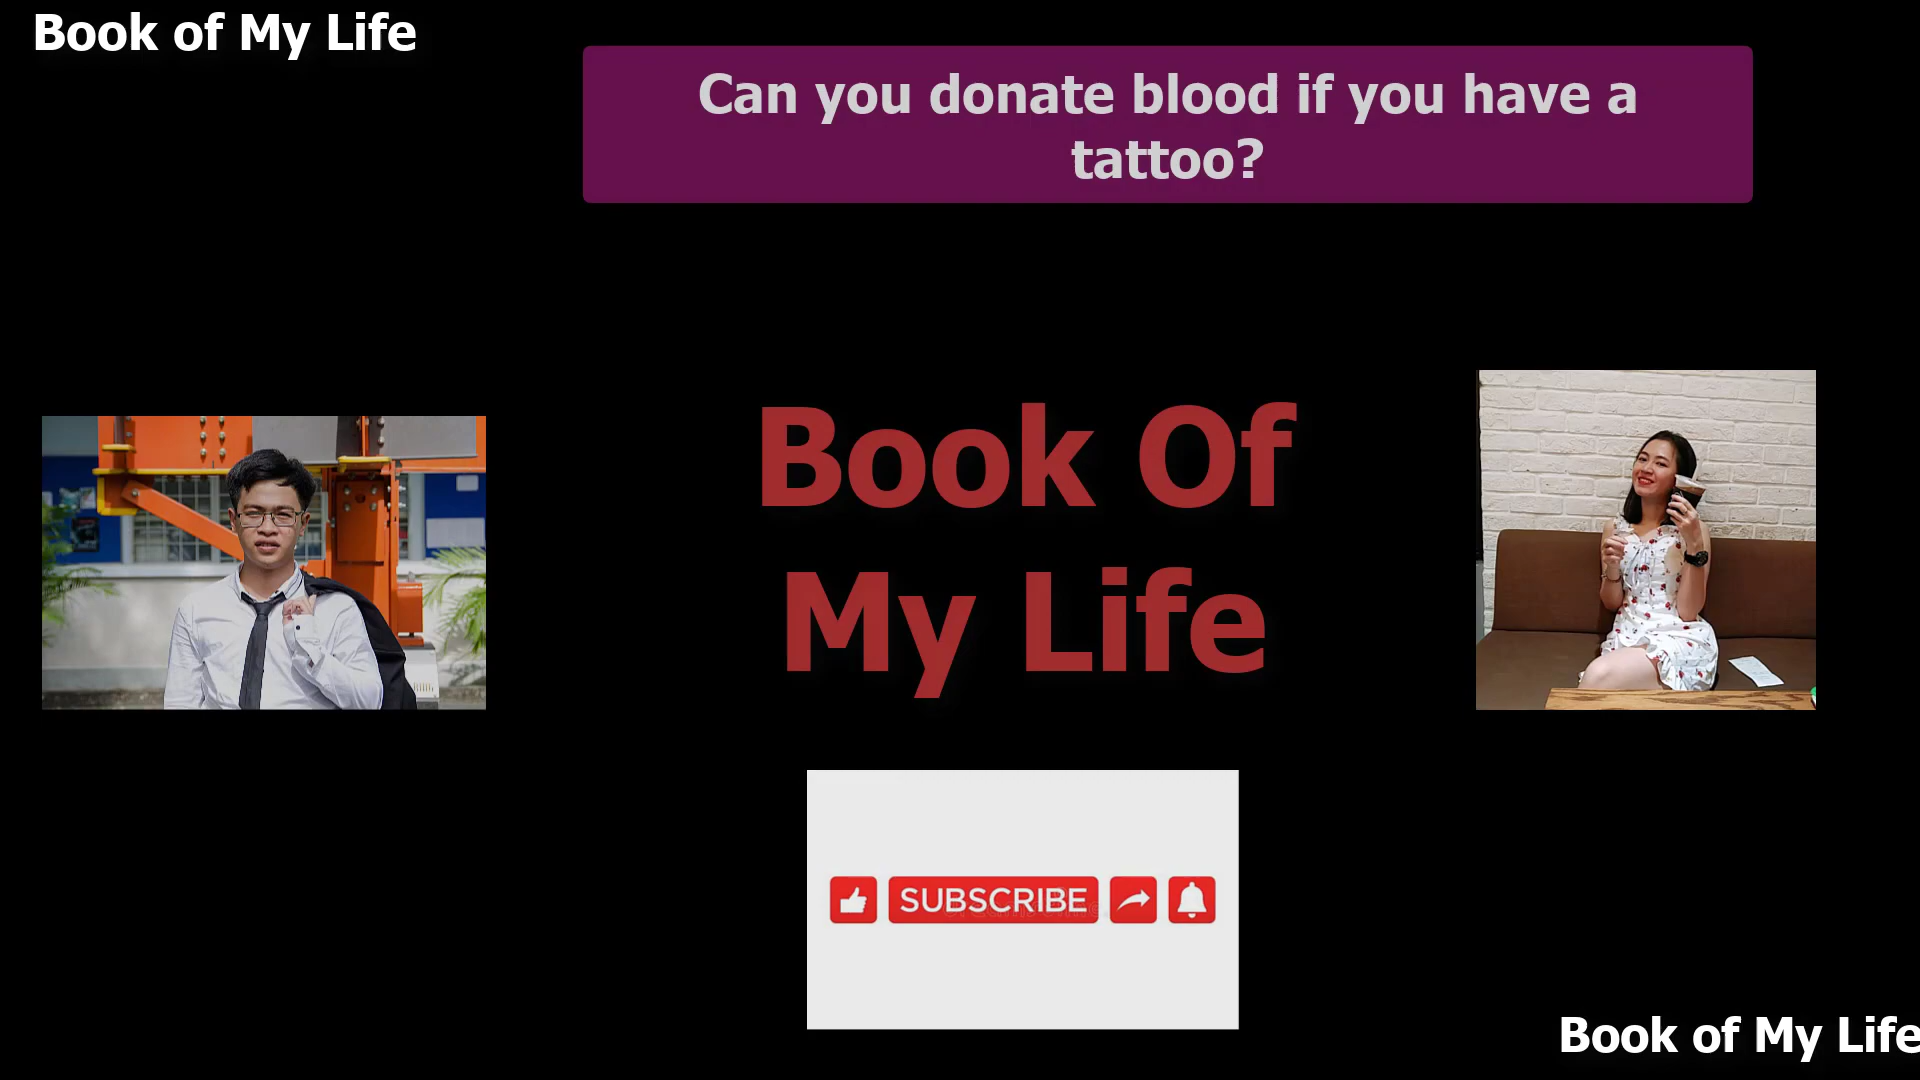 Book of My Life
Can you donate blood if you have a
tattoo?
Book Of
My Life
SUBSCRIBE
Book of My Life